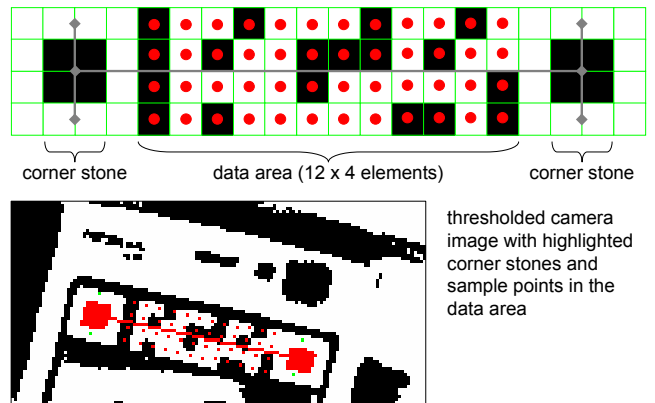 corner stone
data area (12 x 4 elements)
corner stone
thresholded camera
image with highlighted
corner stones and
sample points in the
data area